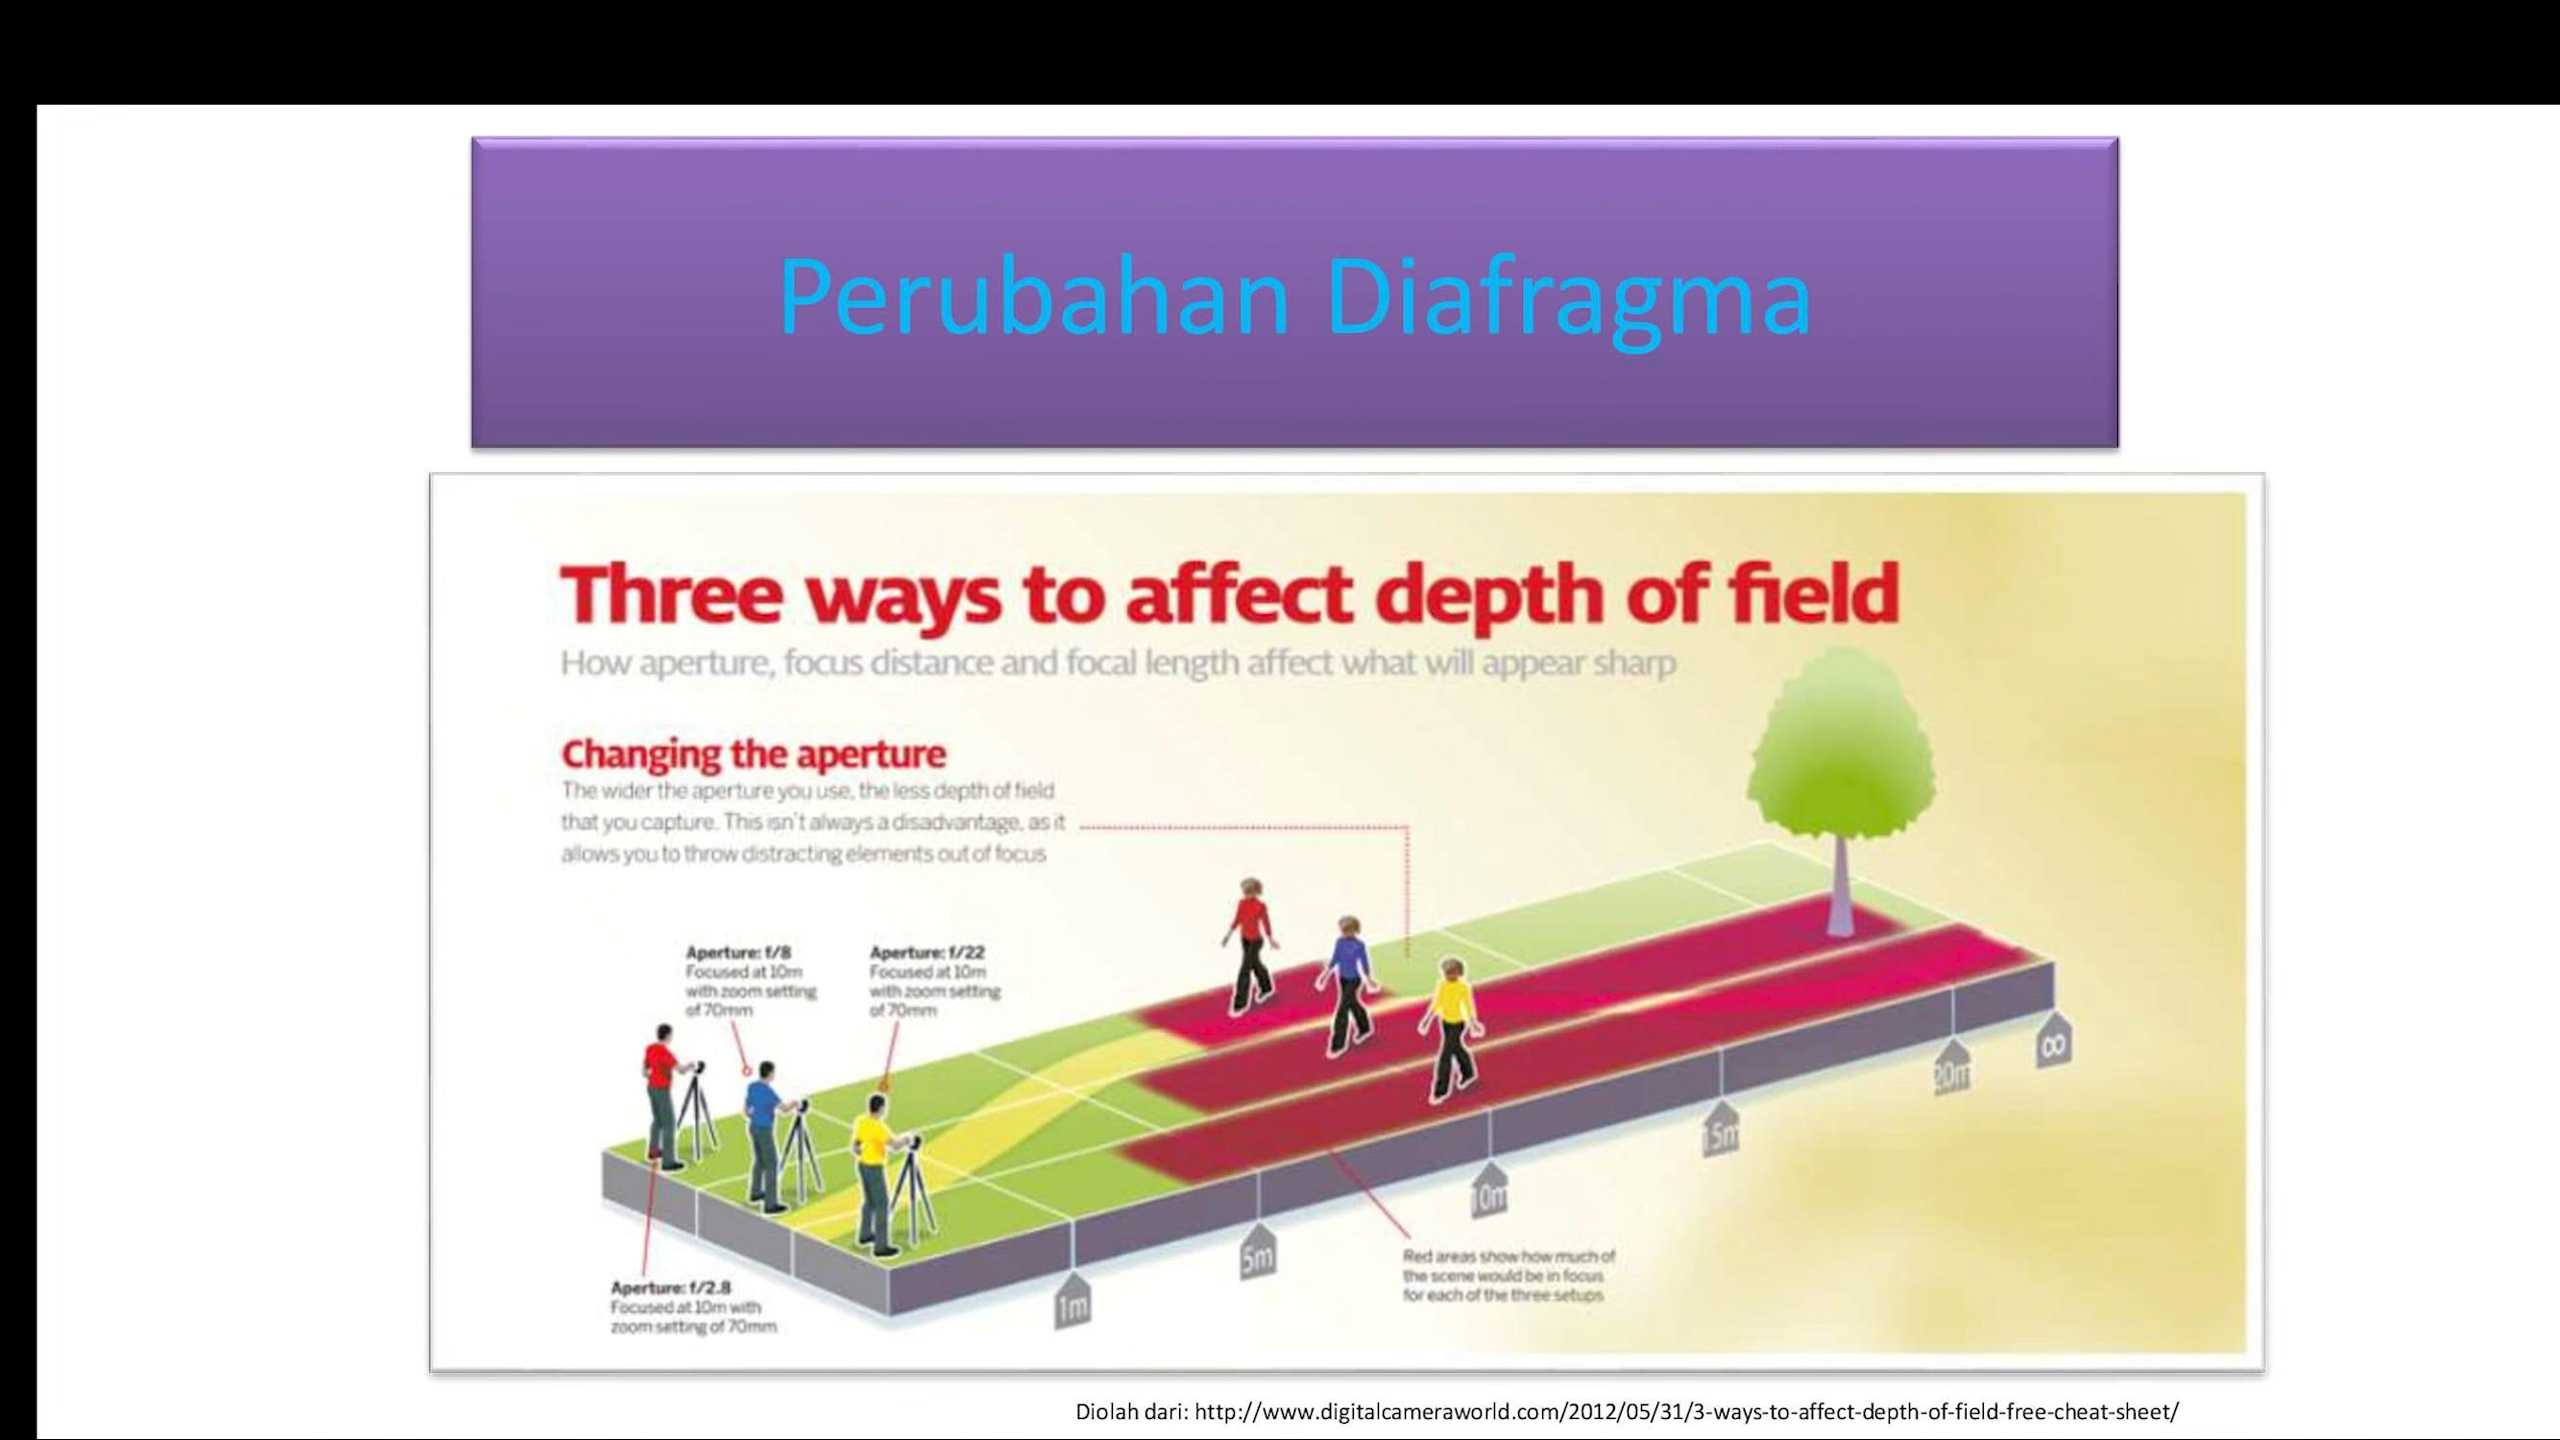 Perubahan Diafragma
Three ways to affect depth of field
How aperture, focus distance and focal length affect what will appear sharp
Changing the aperture
The wider the aperture you use, the less depth of field
that you capture. This isn't always a disadvantage, as it
allows you to throw distracting elements out of focus
Aperture: f/8
Focused at 10m
with zoom setting
of 70mm
Aperture: f/22
Focused at 10m
with zoom setting
of 70mm
Aperture: f/2.8
Focused at 10m with
zoom setting of 70mm
1m
5m
10m
15m
20m
∞
Red areas show how much of
the scene would be in focus
for each of the three setups
Diolah dari: http://www.digitalcameraworld.com/2012/05/31/3-ways-to-affect-depth-of-field-free-cheat-sheet/